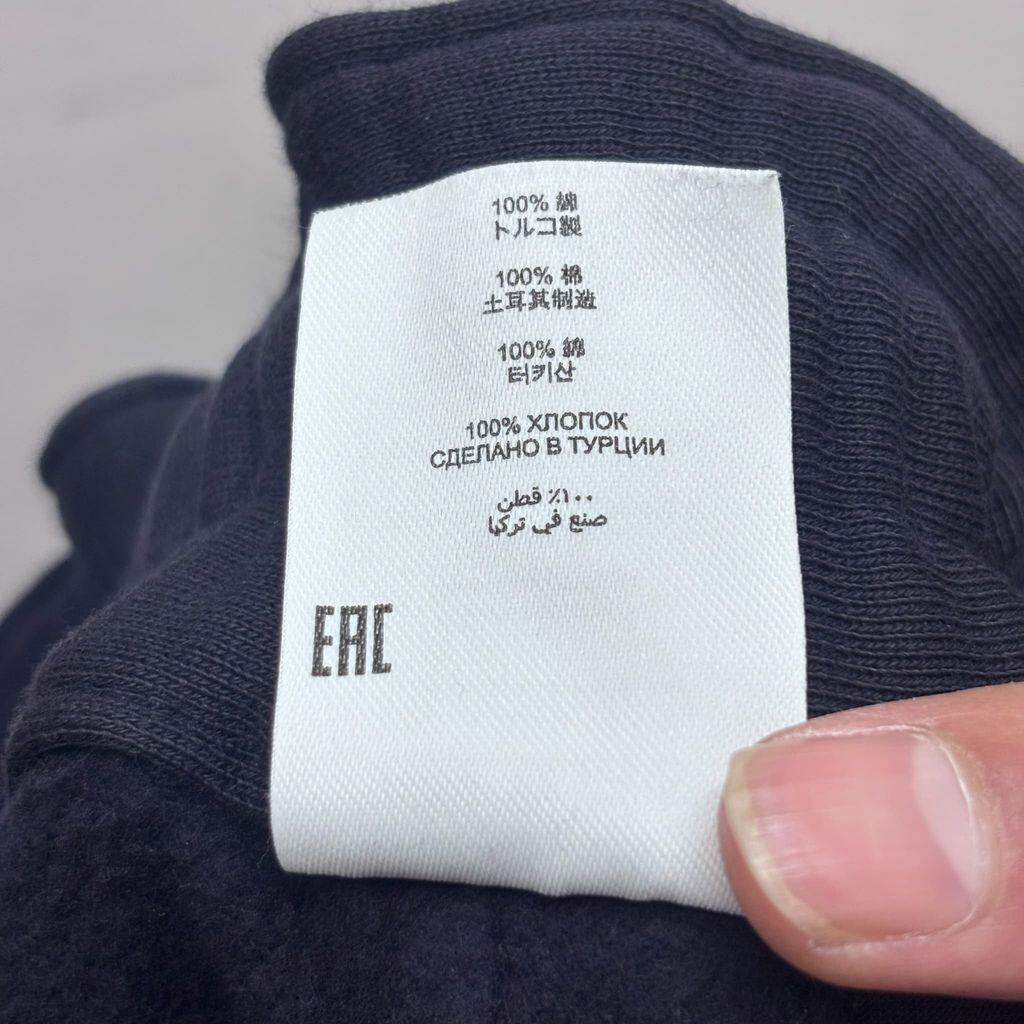 100% 綿
トルコ製
100% 棉
土耳其制造
100% 綿
터키산
100% ХЛОПОК
СДЕЛАНО В ТУРЦИИ
١٠٠٪ قطن
صنع في تركيا
EAC